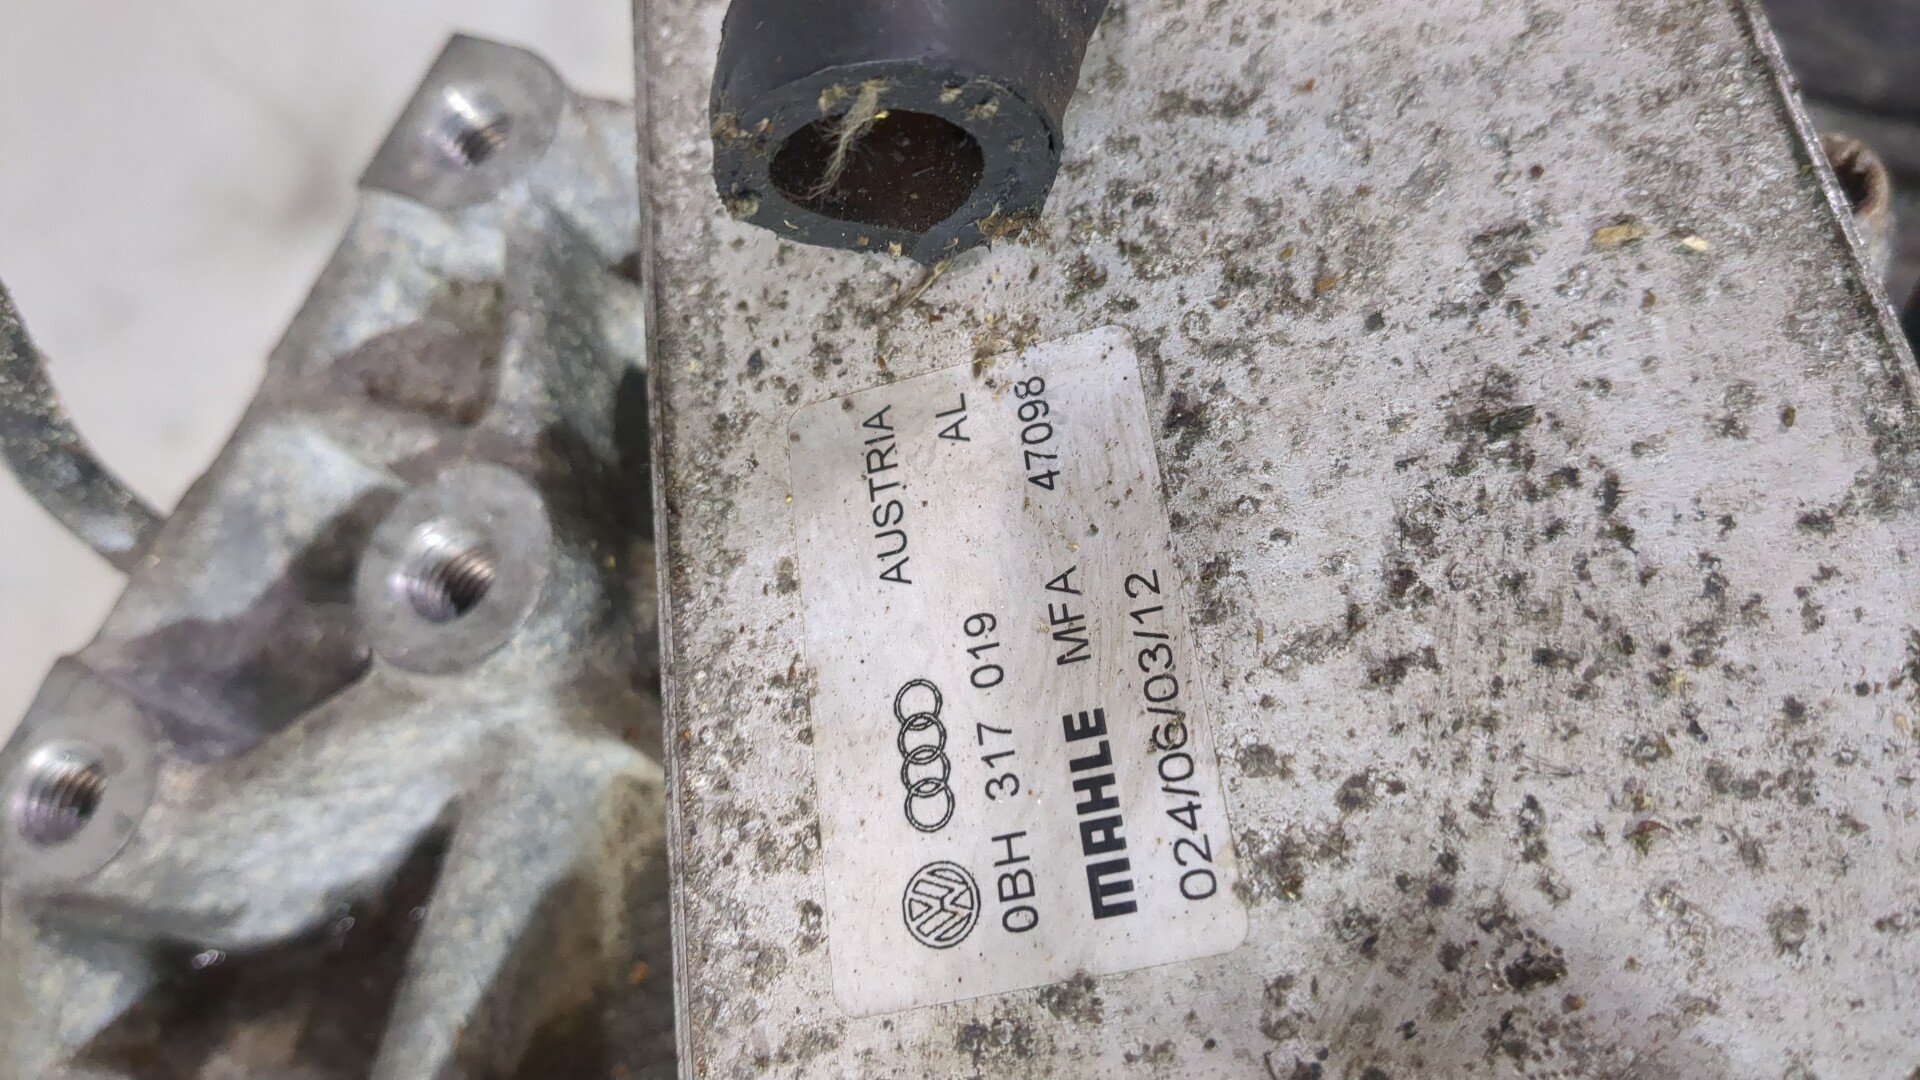 AUSTRIA
0BH 317 019 AL
MAHLE MFA 47098
024/06/03/12